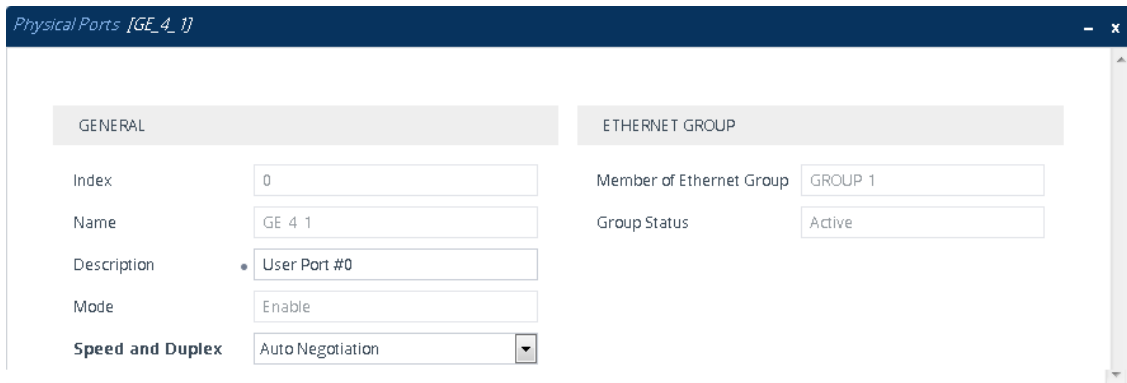 Physical Ports [GE_4_1]
– x
GENERAL
Index 0
Name GE 4 1
Description User Port #0
Mode Enable
Speed and Duplex Auto Negotiation
ETHERNET GROUP
Member of Ethernet Group GROUP 1
Group Status Active